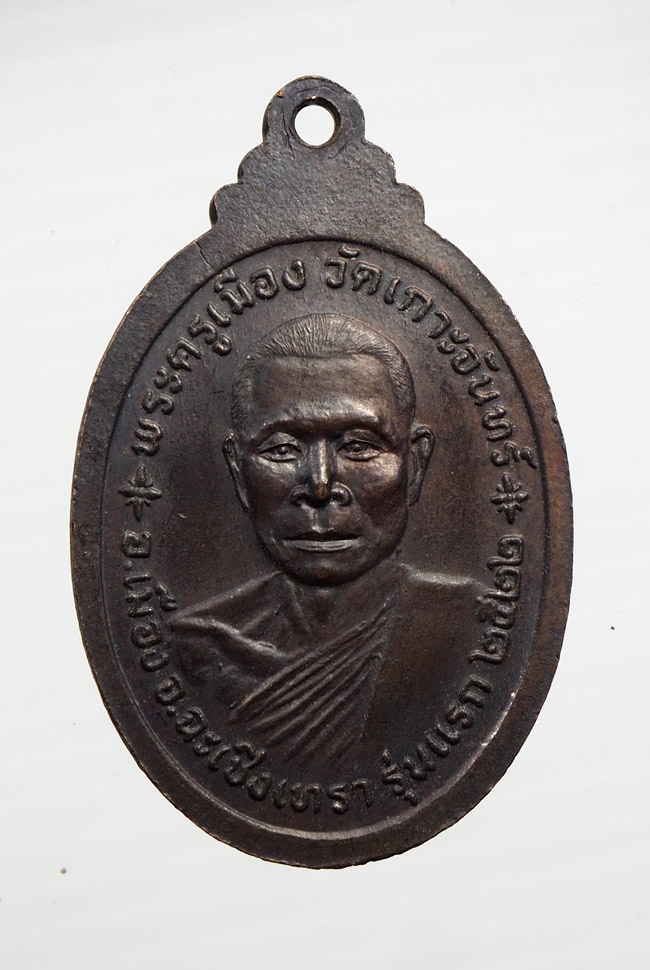 พระครูเมือง วัดเกาะจันทร์
อ.เมือง จ.ฉะเชิงเทรา รุ่นแรก ๒๕๒๒